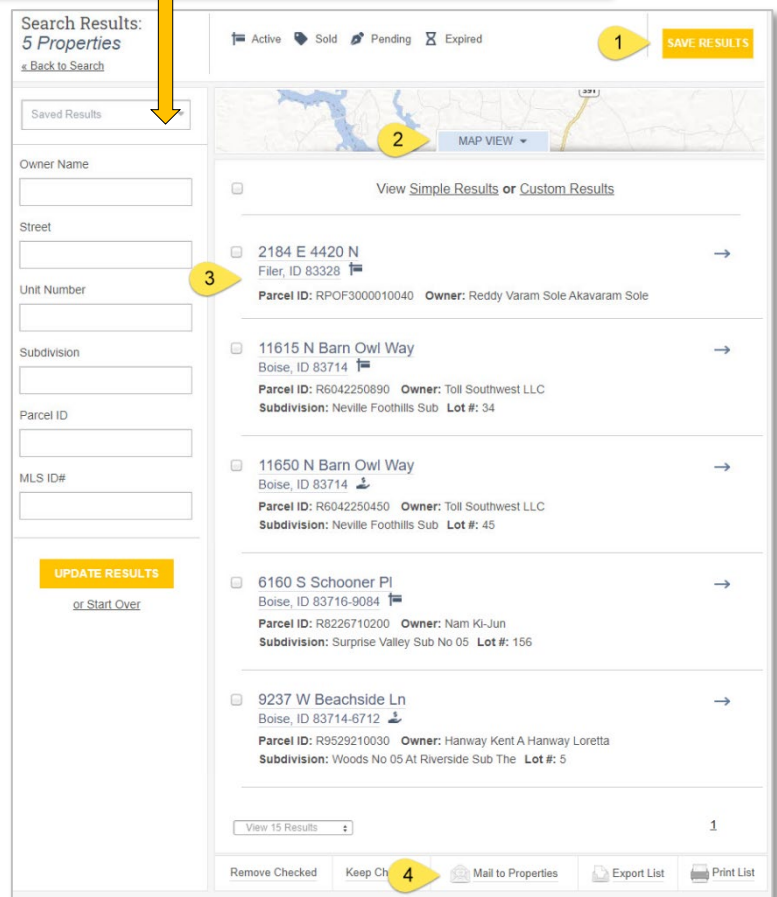 Search Results:
5 Properties
« Back to Search
Active Sold Pending Expired
1
SAVE RESULTS
Saved Results
Owner Name
Street
Unit Number
Subdivision
Parcel ID
MLS ID#
UPDATE RESULTS
or Start Over
391
2
MAP VIEW
View Simple Results or Custom Results
3
2184 E 4420 N
Filer, ID 83328
Parcel ID: RPOF3000010040 Owner: Reddy Varam Sole Akavaram Sole
11615 N Barn Owl Way
Boise, ID 83714
Parcel ID: R6042250890 Owner: Toll Southwest LLC
Subdivision: Neville Foothills Sub Lot #: 34
11650 N Barn Owl Way
Boise, ID 83714
Parcel ID: R6042250450 Owner: Toll Southwest LLC
Subdivision: Neville Foothills Sub Lot #: 45
6160 S Schooner Pl
Boise, ID 83716-9084
Parcel ID: R8226710200 Owner: Nam Ki-Jun
Subdivision: Surprise Valley Sub No 05 Lot #: 156
9237 W Beachside Ln
Boise, ID 83714-6712
Parcel ID: R9529210030 Owner: Hanway Kent A Hanway Loretta
Subdivision: Woods No 05 At Riverside Sub The Lot #: 5
View 15 Results 1
Remove Checked Keep 4 Mail to Properties Export List Print List